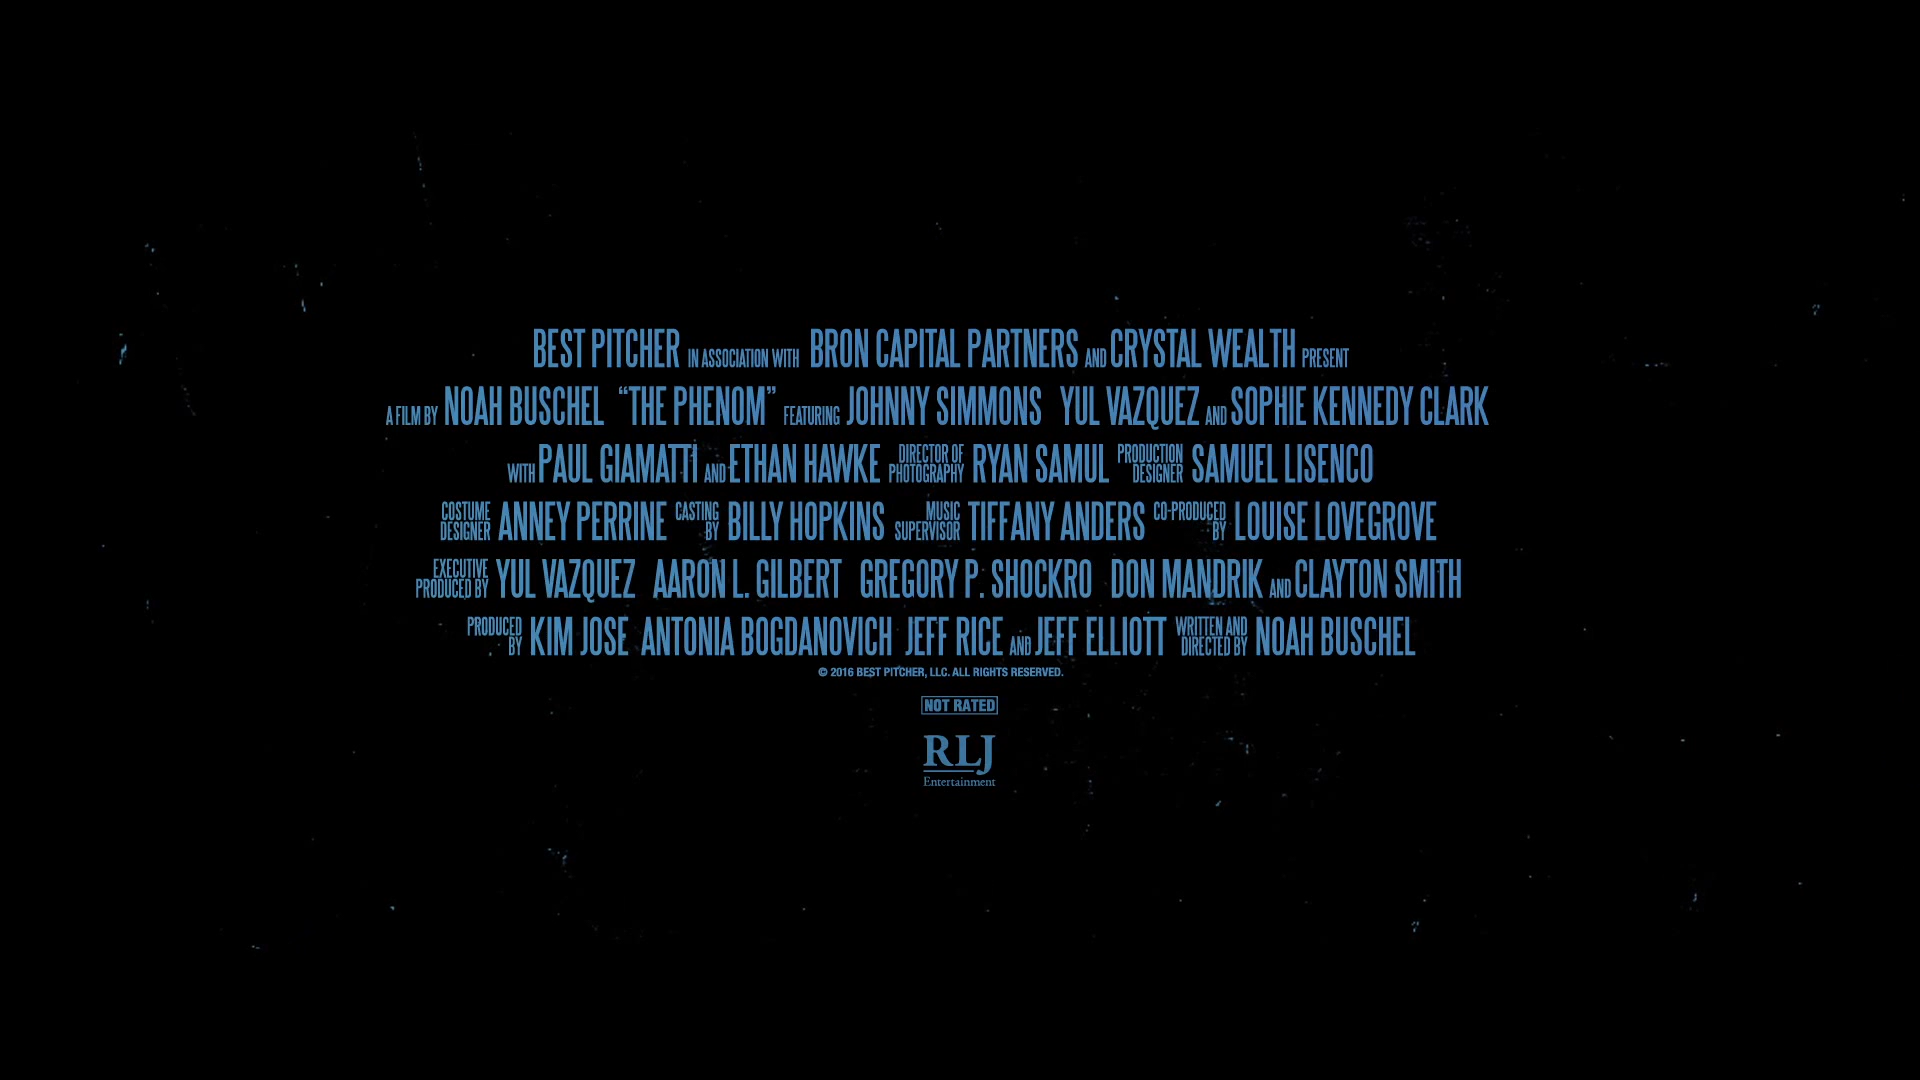 BEST PITCHER IN ASSOCIATION WITH BRON CAPITAL PARTNERS AND CRYSTAL WEALTH PRESENT
A FILM BY NOAH BUSCHEL “THE PHENOM” FEATURING JOHNNY SIMMONS YUL VAZQUEZ AND SOPHIE KENNEDY CLARK
WITH PAUL GIAMATTI AND ETHAN HAWKE DIRECTOR OF PHOTOGRAPHY RYAN SAMUL PRODUCTION DESIGNER SAMUEL LISENCO
COSTUME DESIGNER ANNEY PERRINE CASTING BY BILLY HOPKINS MUSIC SUPERVISOR TIFFANY ANDERS CO-PRODUCED BY LOUISE LOVEGROVE
EXECUTIVE PRODUCED BY YUL VAZQUEZ AARON L. GILBERT GREGORY P. SHOCKRO DON MANDRIK AND CLAYTON SMITH
PRODUCED BY KIM JOSE ANTONIA BOGDANOVICH JEFF RICE AND JEFF ELLIOTT WRITTEN AND DIRECTED BY NOAH BUSCHEL
© 2016 BEST PITCHER, LLC. ALL RIGHTS RESERVED.
NOT RATED
RLJ
Entertainment